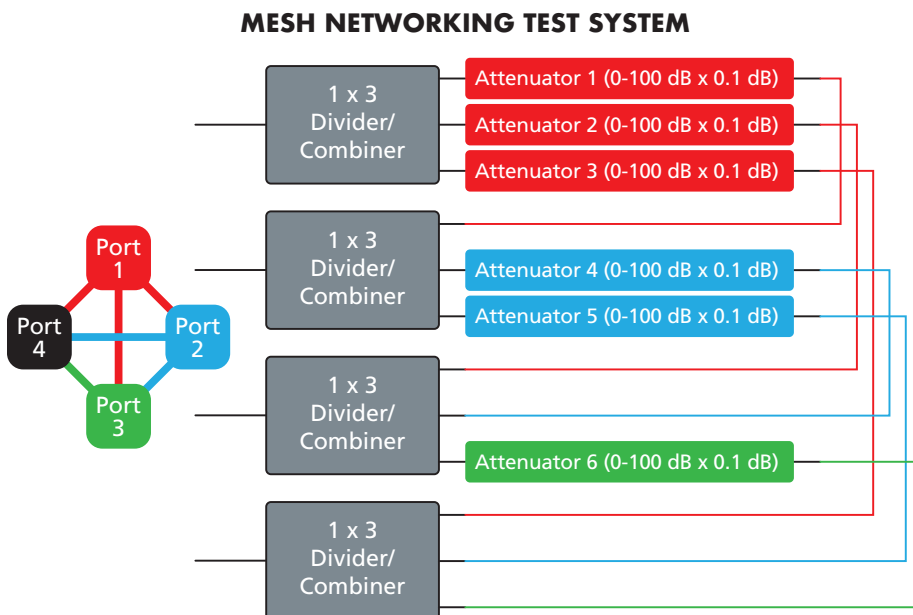 MESH NETWORKING TEST SYSTEM
1 x 3
Divider/
Combiner
Attenuator 1 (0-100 dB x 0.1 dB)
Attenuator 2 (0-100 dB x 0.1 dB)
Attenuator 3 (0-100 dB x 0.1 dB)
1 x 3
Divider/
Combiner
Attenuator 4 (0-100 dB x 0.1 dB)
Attenuator 5 (0-100 dB x 0.1 dB)
Port
1
Port
4
Port
2
Port
3
1 x 3
Divider/
Combiner
Attenuator 6 (0-100 dB x 0.1 dB)
1 x 3
Divider/
Combiner